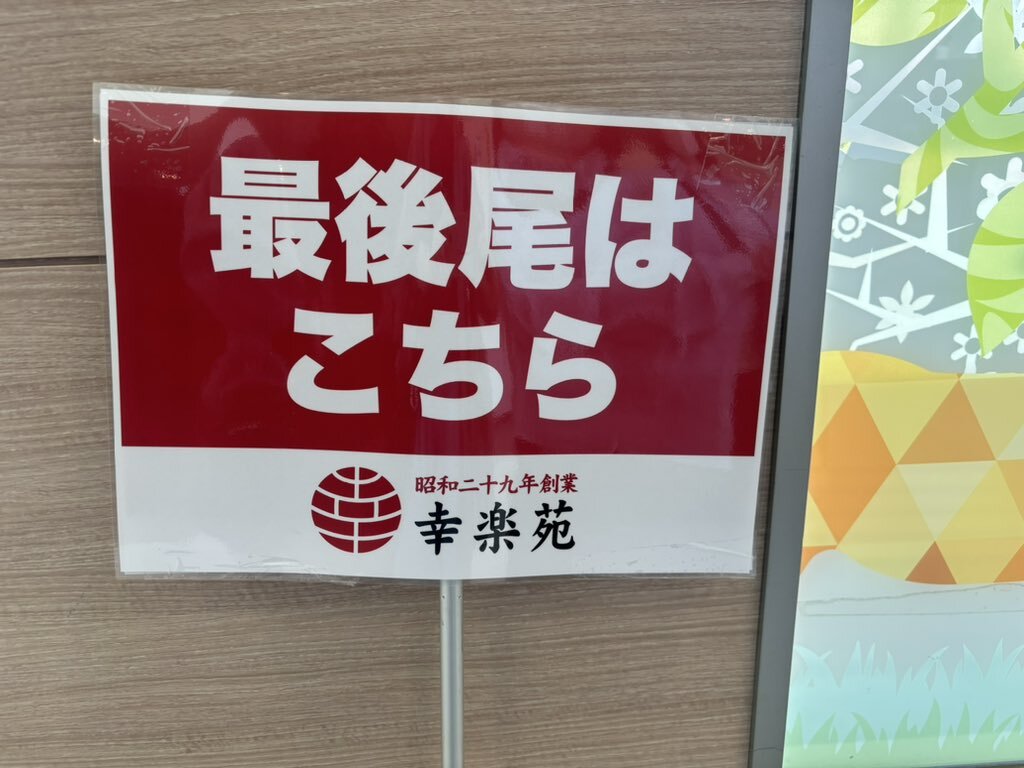 最後尾は
こちら
昭和二十九年創業
幸楽苑